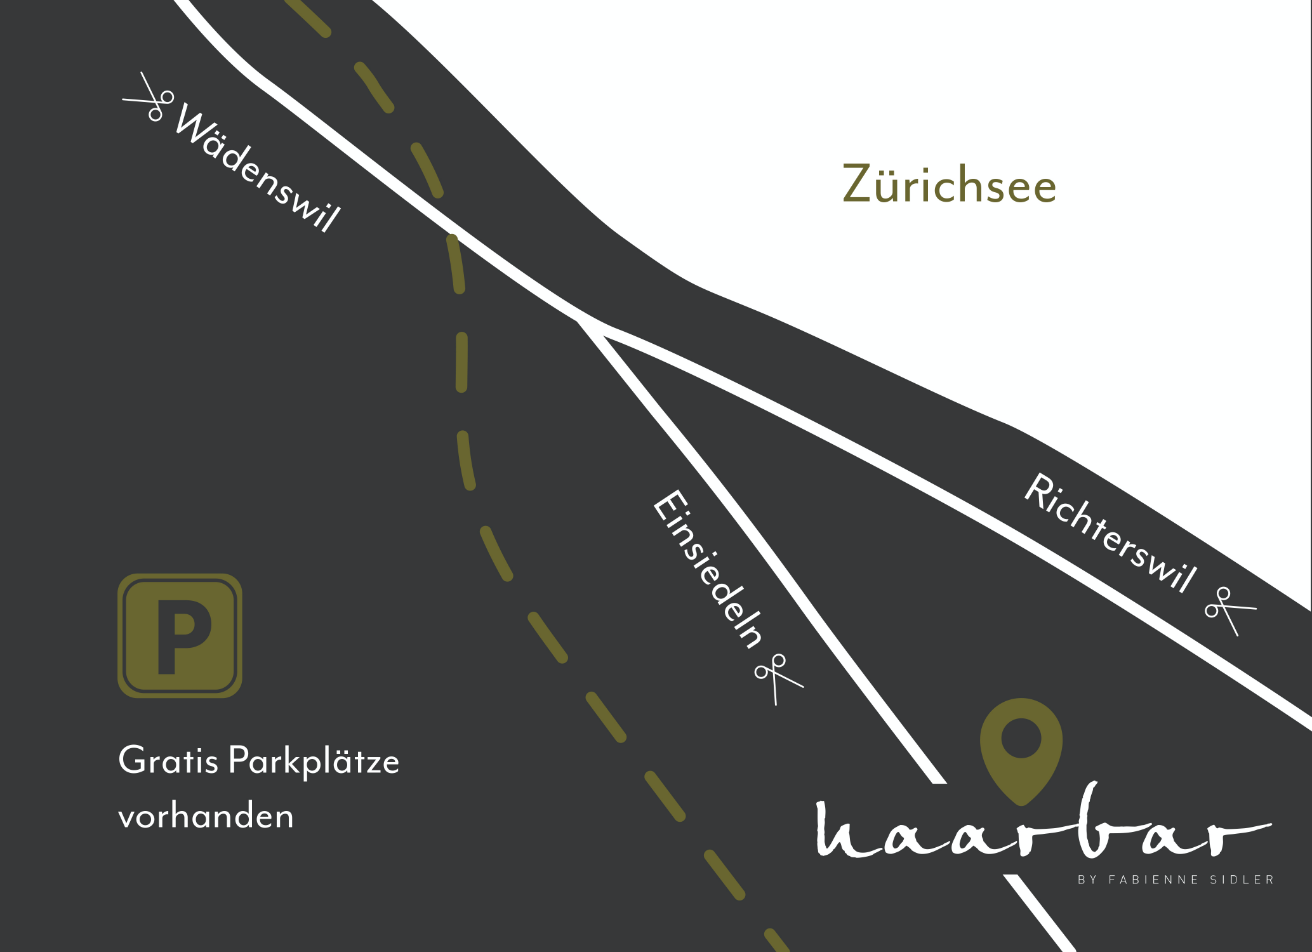 Wädenswil
Zürichsee
Richterswil
Einsiedeln
P
Gratis Parkplätze
vorhanden
haarbar
BY FABIENNE SIDLER